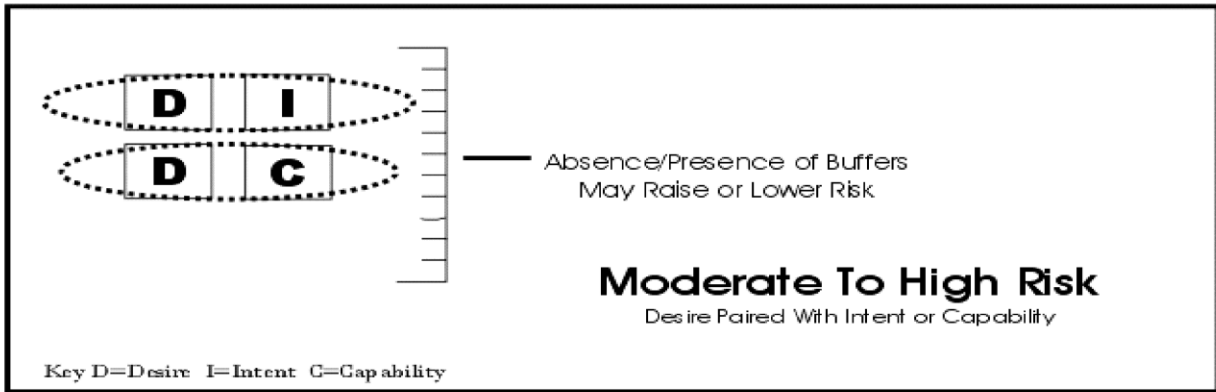 D I
D C
Absence/Presence of Buffers
May Raise or Lower Risk
Moderate To High Risk
Desire Paired With Intent or Capability
Key D=Desire I=Intent C=Capability